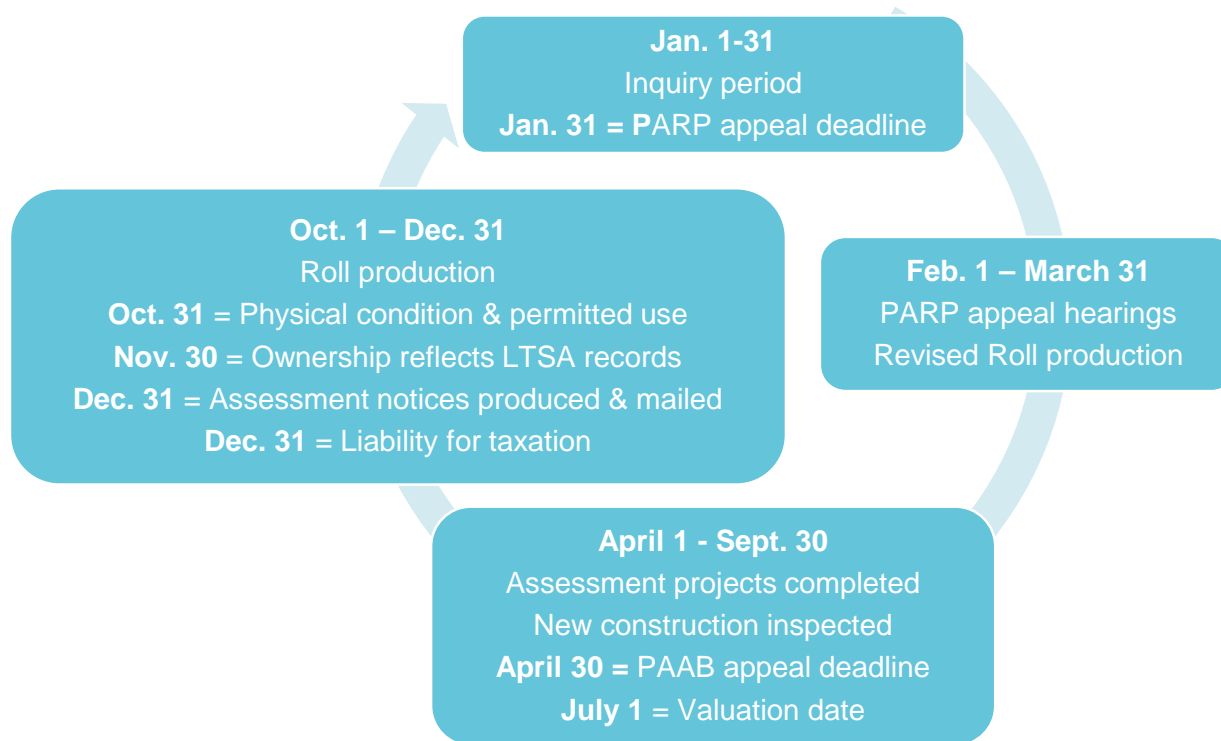 Jan. 1-31
Inquiry period
Jan. 31 = PARP appeal deadline
Feb. 1 – March 31
PARP appeal hearings
Revised Roll production
April 1 - Sept. 30
Assessment projects completed
New construction inspected
April 30 = PAAB appeal deadline
July 1 = Valuation date
Oct. 1 – Dec. 31
Roll production
Oct. 31 = Physical condition & permitted use
Nov. 30 = Ownership reflects LTSA records
Dec. 31 = Assessment notices produced & mailed
Dec. 31 = Liability for taxation